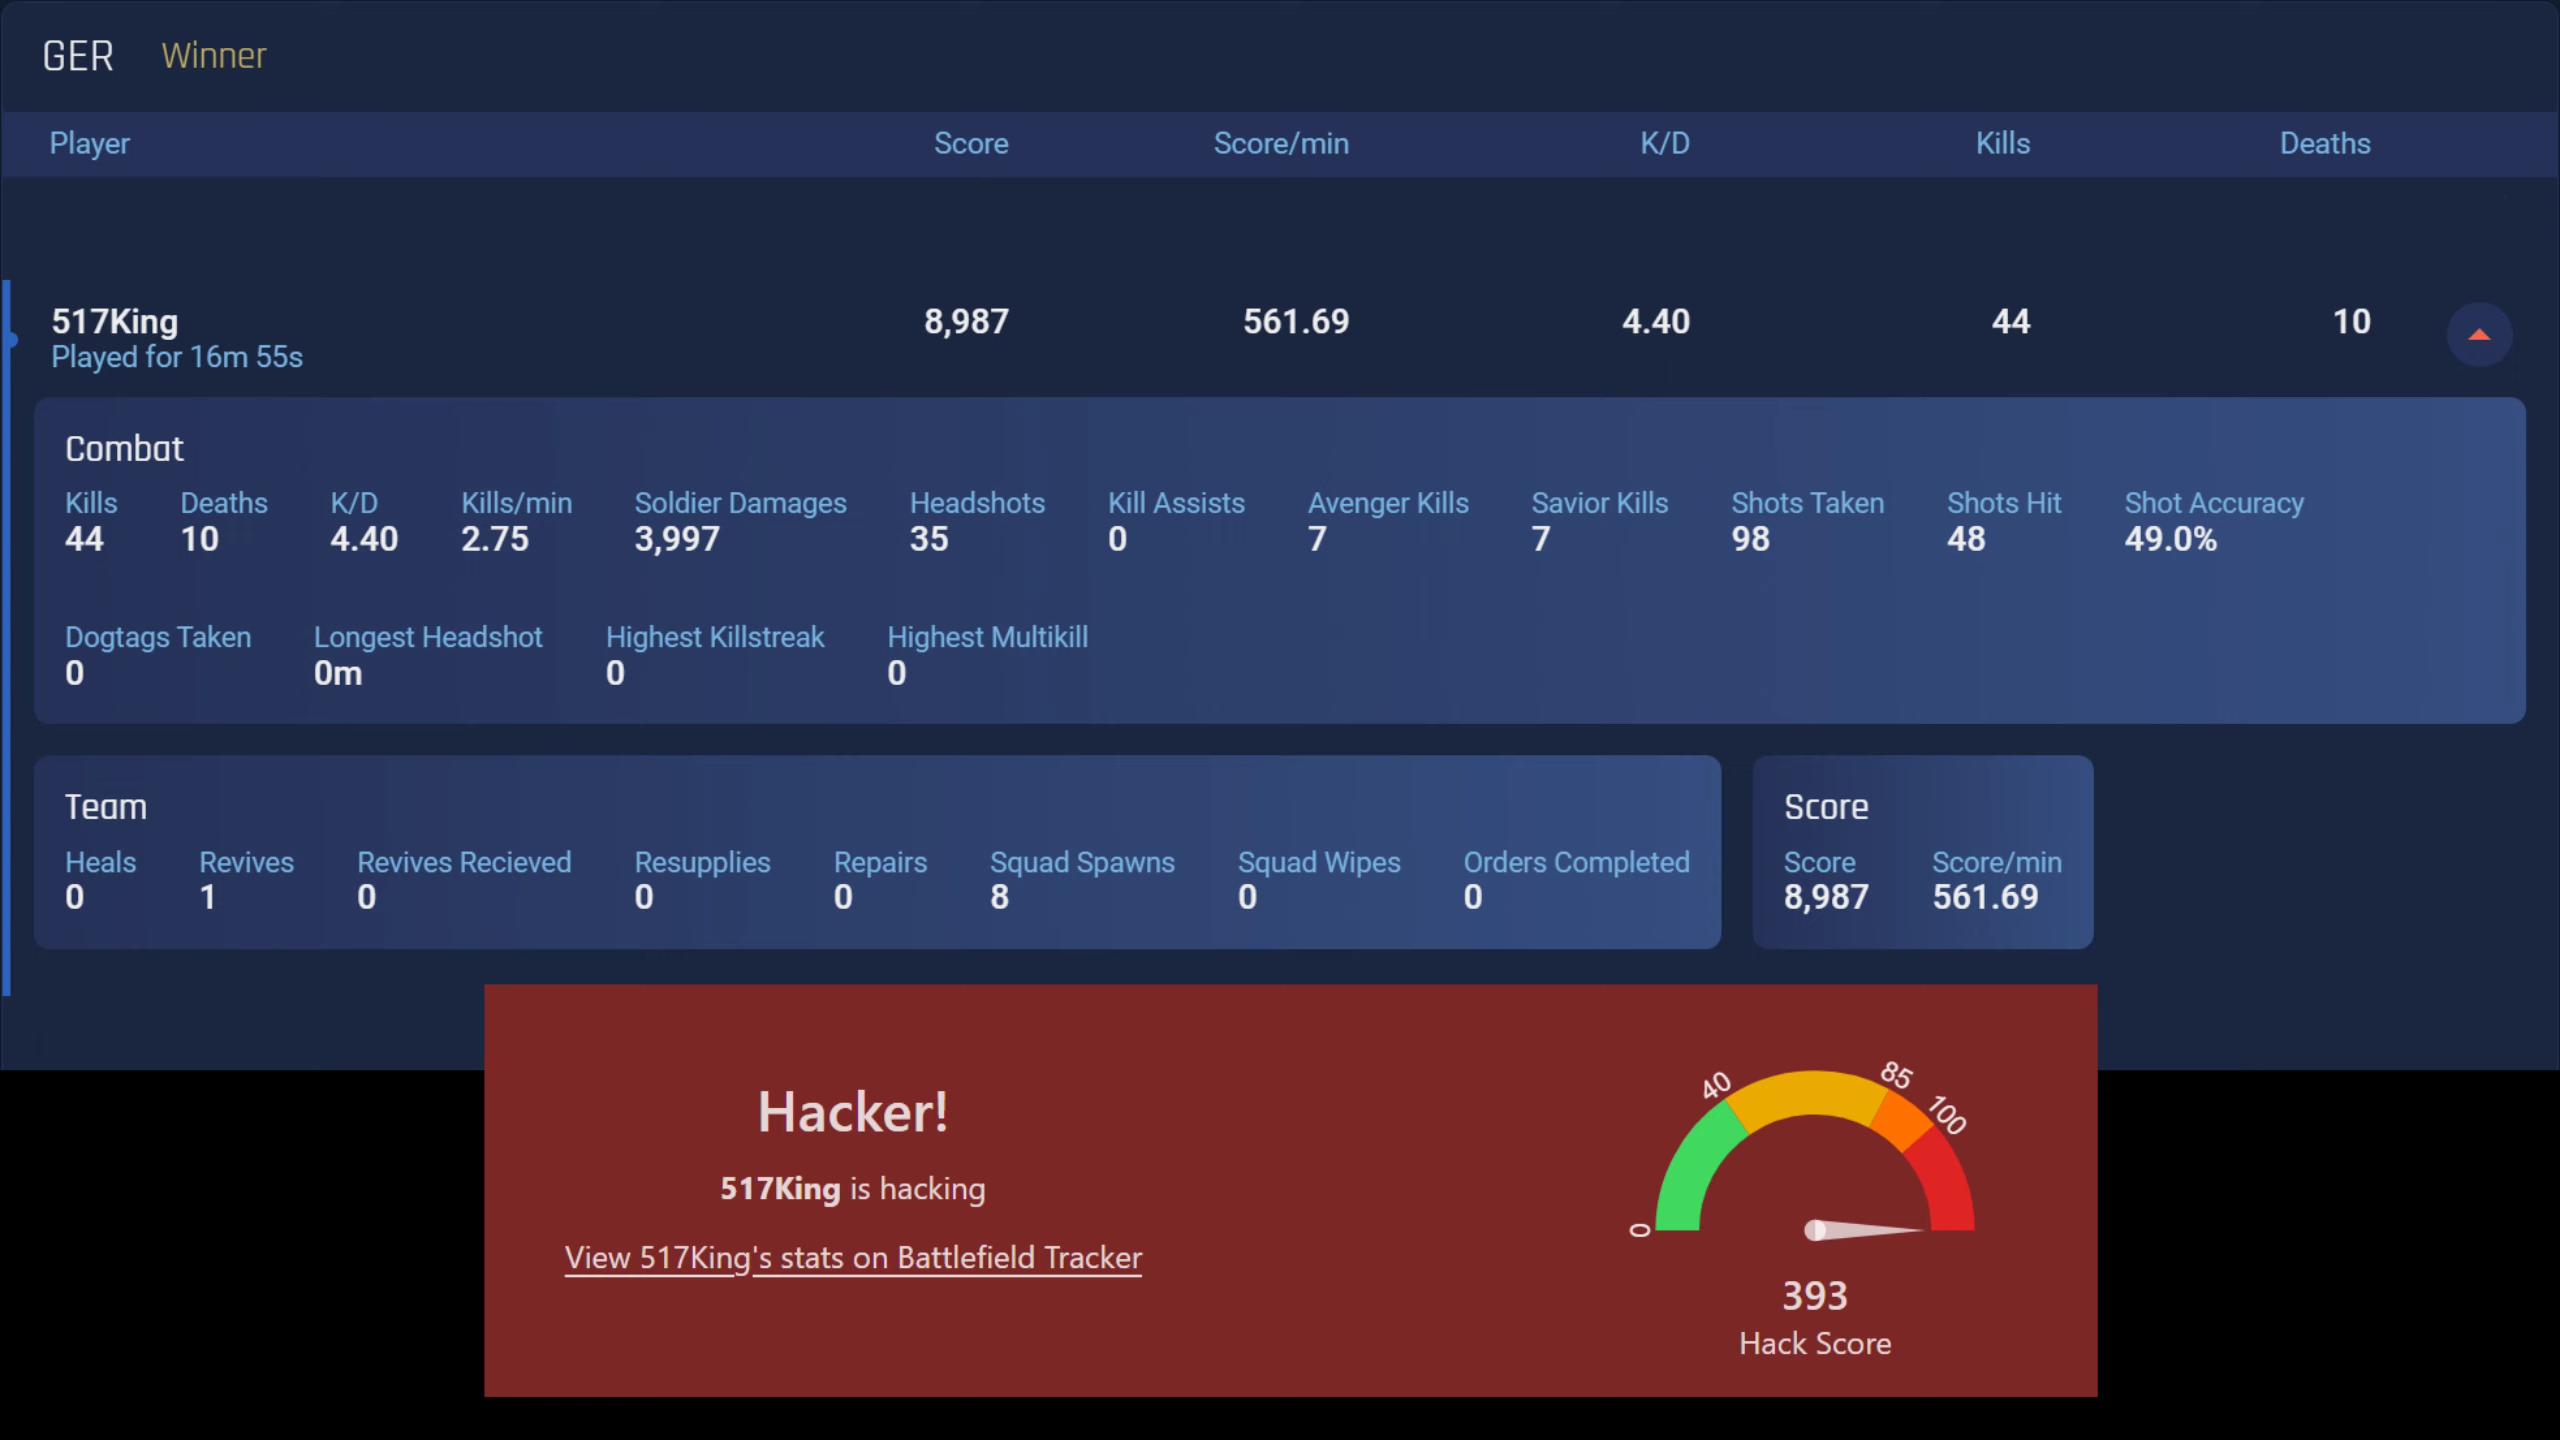 GER Winner
Player Score Score/min K/D Kills Deaths
517King 8,987 561.69 4.40 44 10
Played for 16m 55s
Combat
Kills Deaths K/D Kills/min Soldier Damages Headshots Kill Assists Avenger Kills Savior Kills Shots Taken Shots Hit Shot Accuracy
44 10 4.40 2.75 3,997 35 0 7 7 98 48 49.0%
Dogtags Taken Longest Headshot Highest Killstreak Highest Multikill
0 0m 0 0
Team
Heals Revives Revives Recieved Resupplies Repairs Squad Spawns Squad Wipes Orders Completed
0 1 0 0 0 8 0 0
Score
Score Score/min
8,987 561.69
Hacker!
517King is hacking
View 517King's stats on Battlefield Tracker
0 40 85 100
393
Hack Score